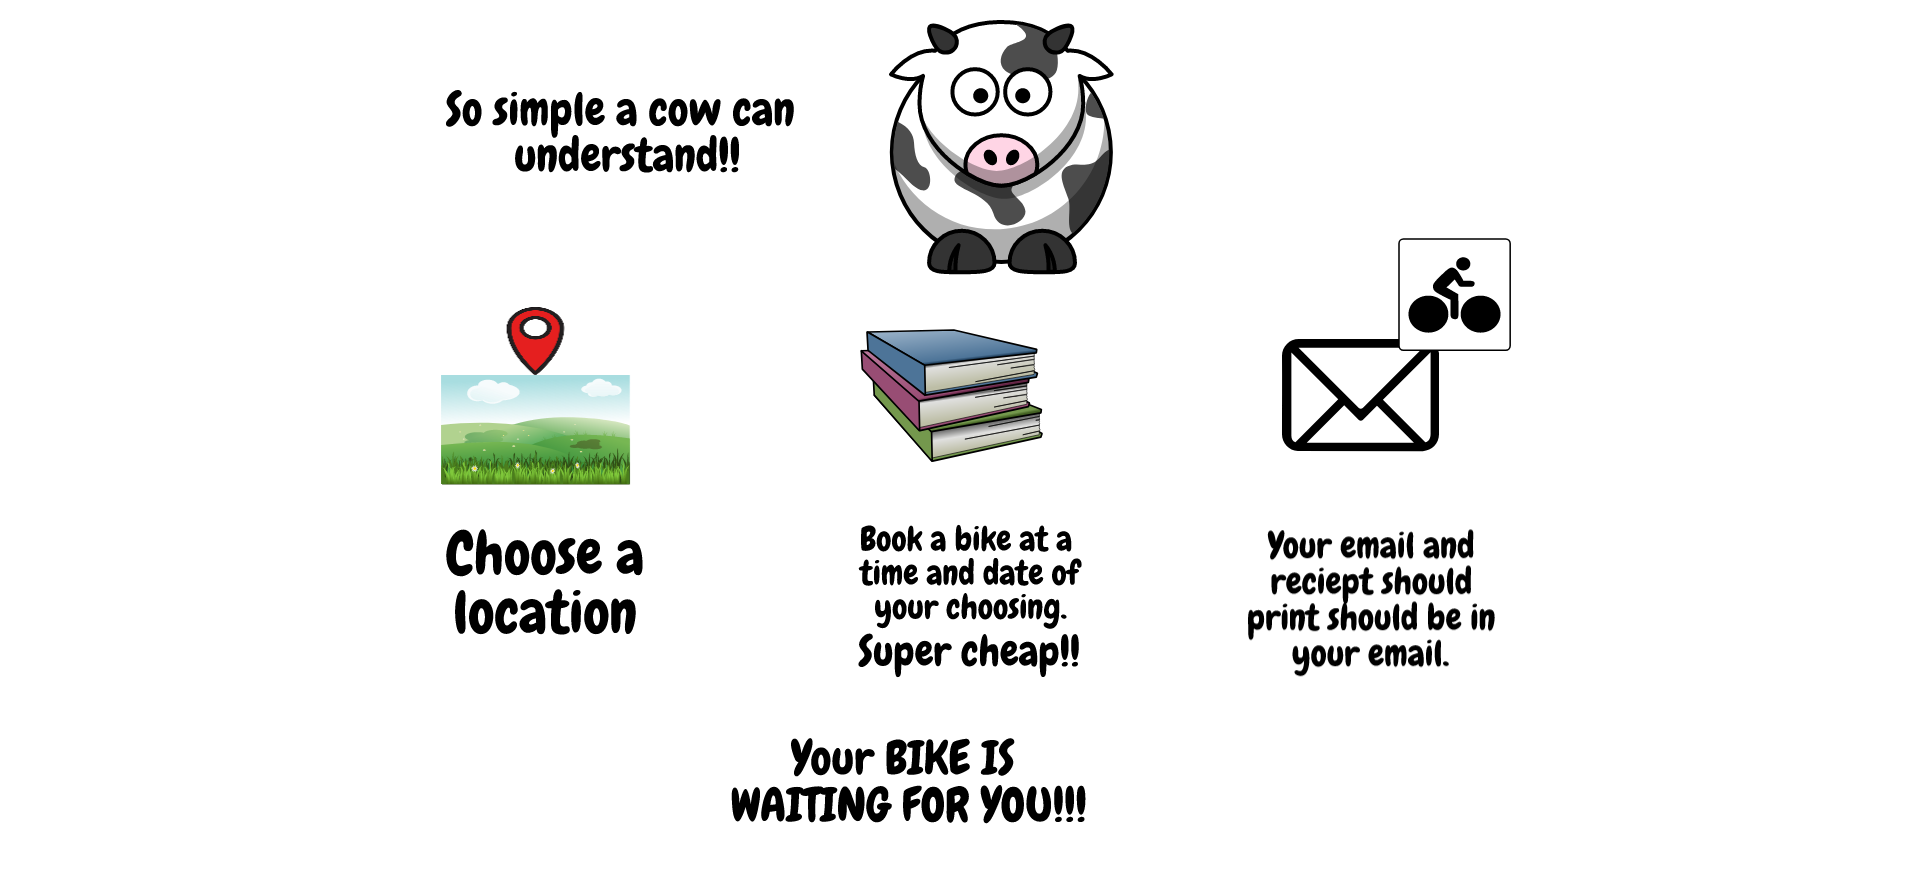 So simple a cow can
understand!!
Choose a
location
Book a bike at a
time and date of
your choosing.
Super cheap!!
Your email and
reciept should
print should be in
your email.
Your BIKE IS
WAITING FOR YOU!!!